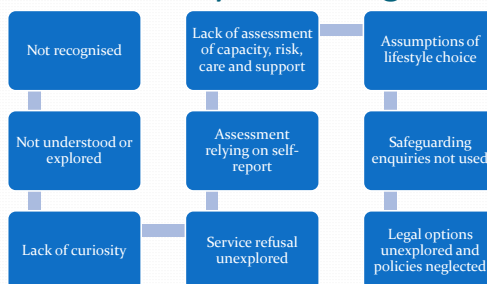 Not recognised
Not understood or
explored
Lack of curiosity
Service refusal
unexplored
Assessment
relying on self-
report
Lack of assessment
of capacity, risk,
care and support
Assumptions of
lifestyle choice
Safeguarding
enquiries not used
Legal options
unexplored and
policies neglected